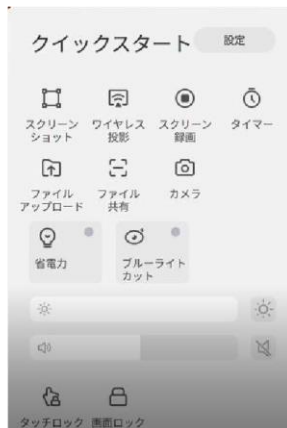 クイックスタート 設定
スクリーン ワイヤレス スクリーン タイマー
ショット 投影 録画
ファイル ファイル カメラ
アップロード 共有
省電力 ブルーライト
カット
タッチロック 画面ロック